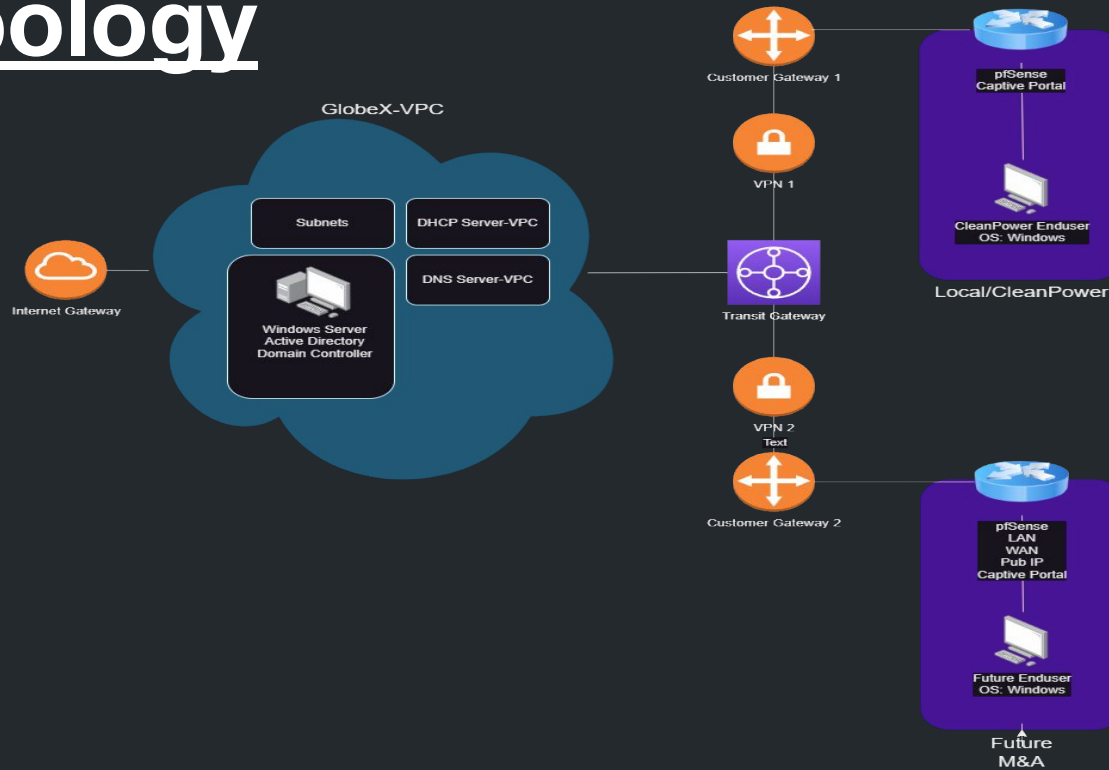 ology
GlobeX-VPC
Subnets
DHCP Server-VPC
DNS Server-VPC
Windows Server
Active Directory
Domain Controller
Internet Gateway
Customer Gateway 1
VPN 1
Transit Gateway
VPN 2
Text
Customer Gateway 2
pfSense
Captive Portal
CleanPower Enduser
OS: Windows
Local/CleanPower
pfSense
LAN
WAN
Pub IP
Captive Portal
Future Enduser
OS: Windows
Future
M&A